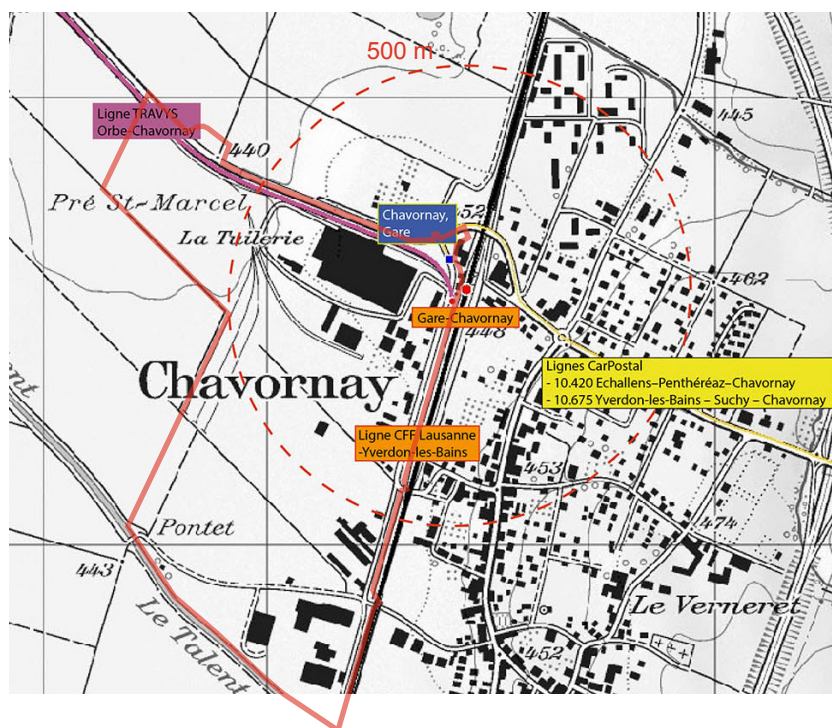 500 m
Ligne TRAVYS
Orbe-Chavornay
445
440
Pré St-Marcel
Chavornay,
Gare
52
La Tuilerie
462
Gare-Chavornay
448
Chavornay
Lignes CarPostal
- 10.420 Echallens–Penthéréaz–Chavornay
- 10.675 Yverdon-les-Bains – Suchy – Chavornay
ent
Ligne CFF Lausanne
-Yverdon-les-Bains
453
474
Pontet
443
Le Talent
Le Verneret
452